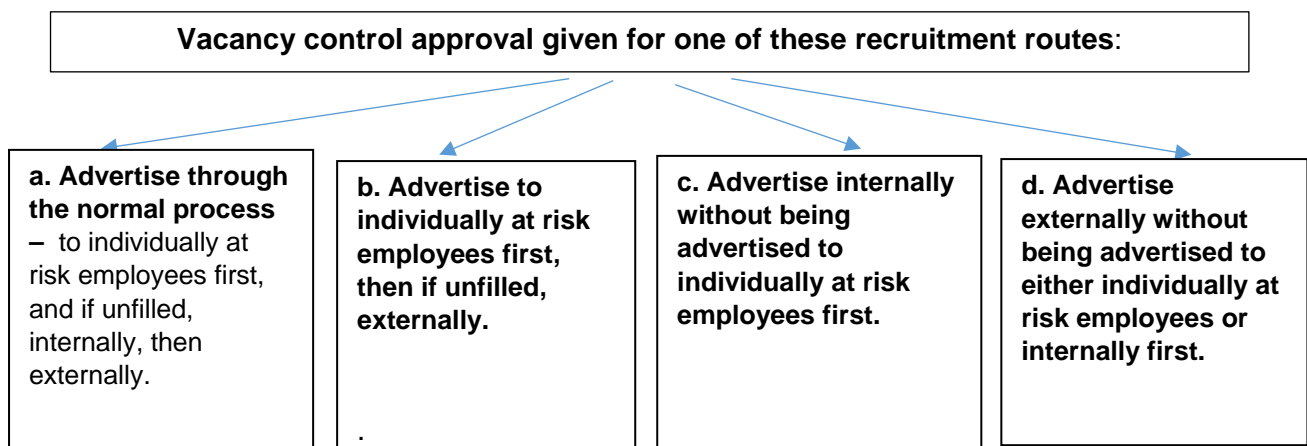 Vacancy control approval given for one of these recruitment routes:
a. Advertise through
the normal process
– to individually at
risk employees first,
and if unfilled,
internally, then
externally.
b. Advertise to
individually at risk
employees first,
then if unfilled,
externally.
.
c. Advertise internally
without being
advertised to
individually at risk
employees first.
d. Advertise
externally without
being advertised to
either individually at
risk employees or
internally first.